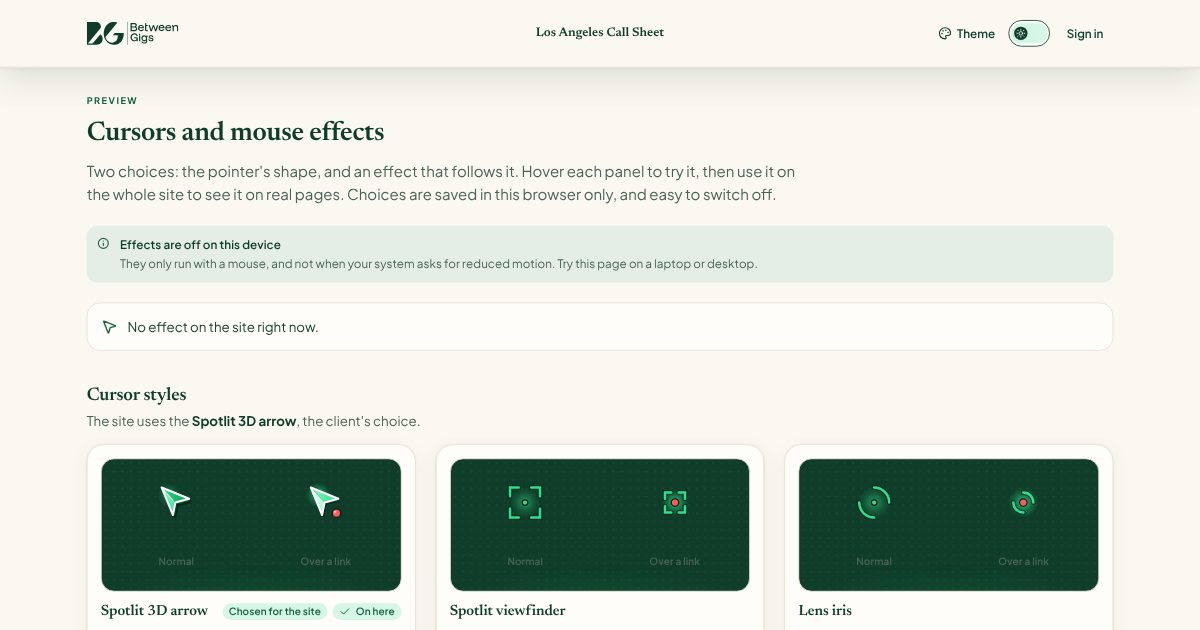 BG Between Gigs
Los Angeles Call Sheet
Theme
Sign in
PREVIEW
Cursors and mouse effects
Two choices: the pointer's shape, and an effect that follows it. Hover each panel to try it, then use it on
the whole site to see it on real pages. Choices are saved in this browser only, and easy to switch off.
Effects are off on this device
They only run with a mouse, and not when your system asks for reduced motion. Try this page on a laptop or desktop.
No effect on the site right now.
Cursor styles
The site uses the Spotlit 3D arrow, the client's choice.
Normal
Over a link
Normal
Over a link
Normal
Over a link
Spotlit 3D arrow
Chosen for the site
On here
Spotlit viewfinder
Lens iris